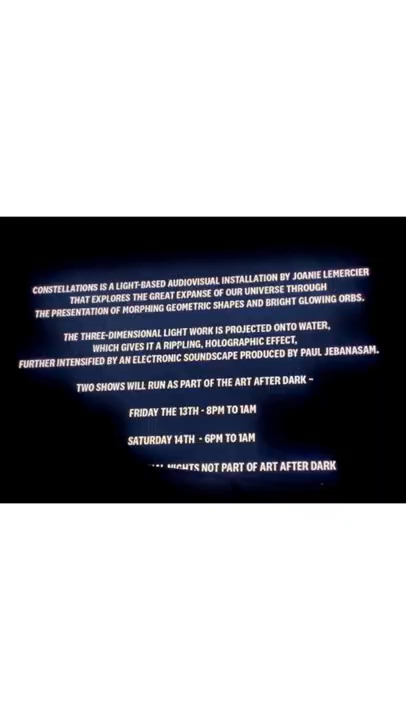 CONSTELLATIONS IS A LIGHT-BASED AUDIOVISUAL INSTALLATION BY JOANIE LEMERCIER
THAT EXPLORES THE GREAT EXPANSE OF OUR UNIVERSE THROUGH
THE PRESENTATION OF MORPHING GEOMETRIC SHAPES AND BRIGHT GLOWING ORBS.
THE THREE-DIMENSIONAL LIGHT WORK IS PROJECTED ONTO WATER,
WHICH GIVES IT A RIPPLING, HOLOGRAPHIC EFFECT,
FURTHER INTENSIFIED BY AN ELECTRONIC SOUNDSCAPE PRODUCED BY PAUL JEBANASAM.
TWO SHOWS WILL RUN AS PART OF THE ART AFTER DARK –
FRIDAY THE 13TH - 8PM TO 1AM
SATURDAY 14TH - 6PM TO 1AM
NIGHTS NOT PART OF ART AFTER DARK